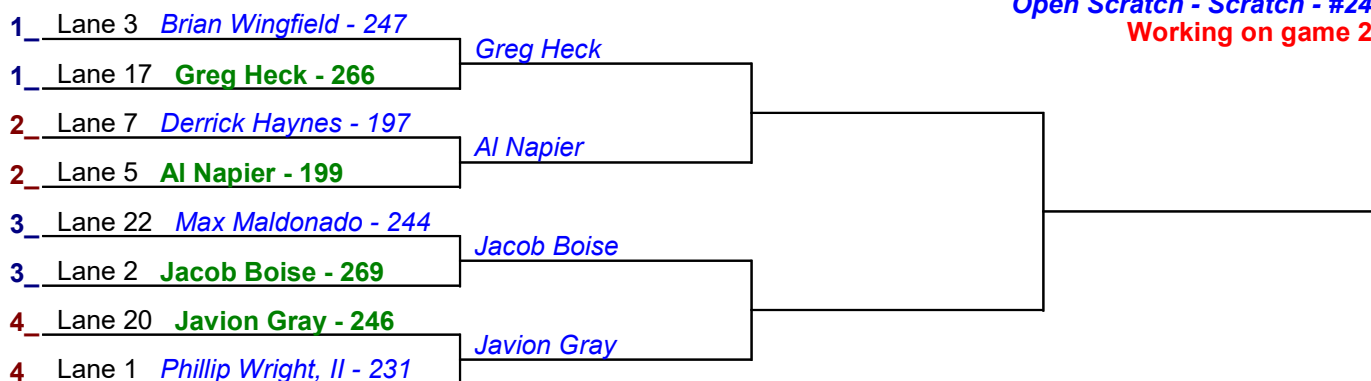 Open Scratch - Scratch - #24
Working on game 2
1_ Lane 3 Brian Wingfield - 247
Greg Heck
1_ Lane 17 Greg Heck - 266
2_ Lane 7 Derrick Haynes - 197
Al Napier
2_ Lane 5 Al Napier - 199
3_ Lane 22 Max Maldonado - 244
Jacob Boise
3_ Lane 2 Jacob Boise - 269
4_ Lane 20 Javion Gray - 246
Javion Gray
4 Lane 1 Phillip Wright, II - 231